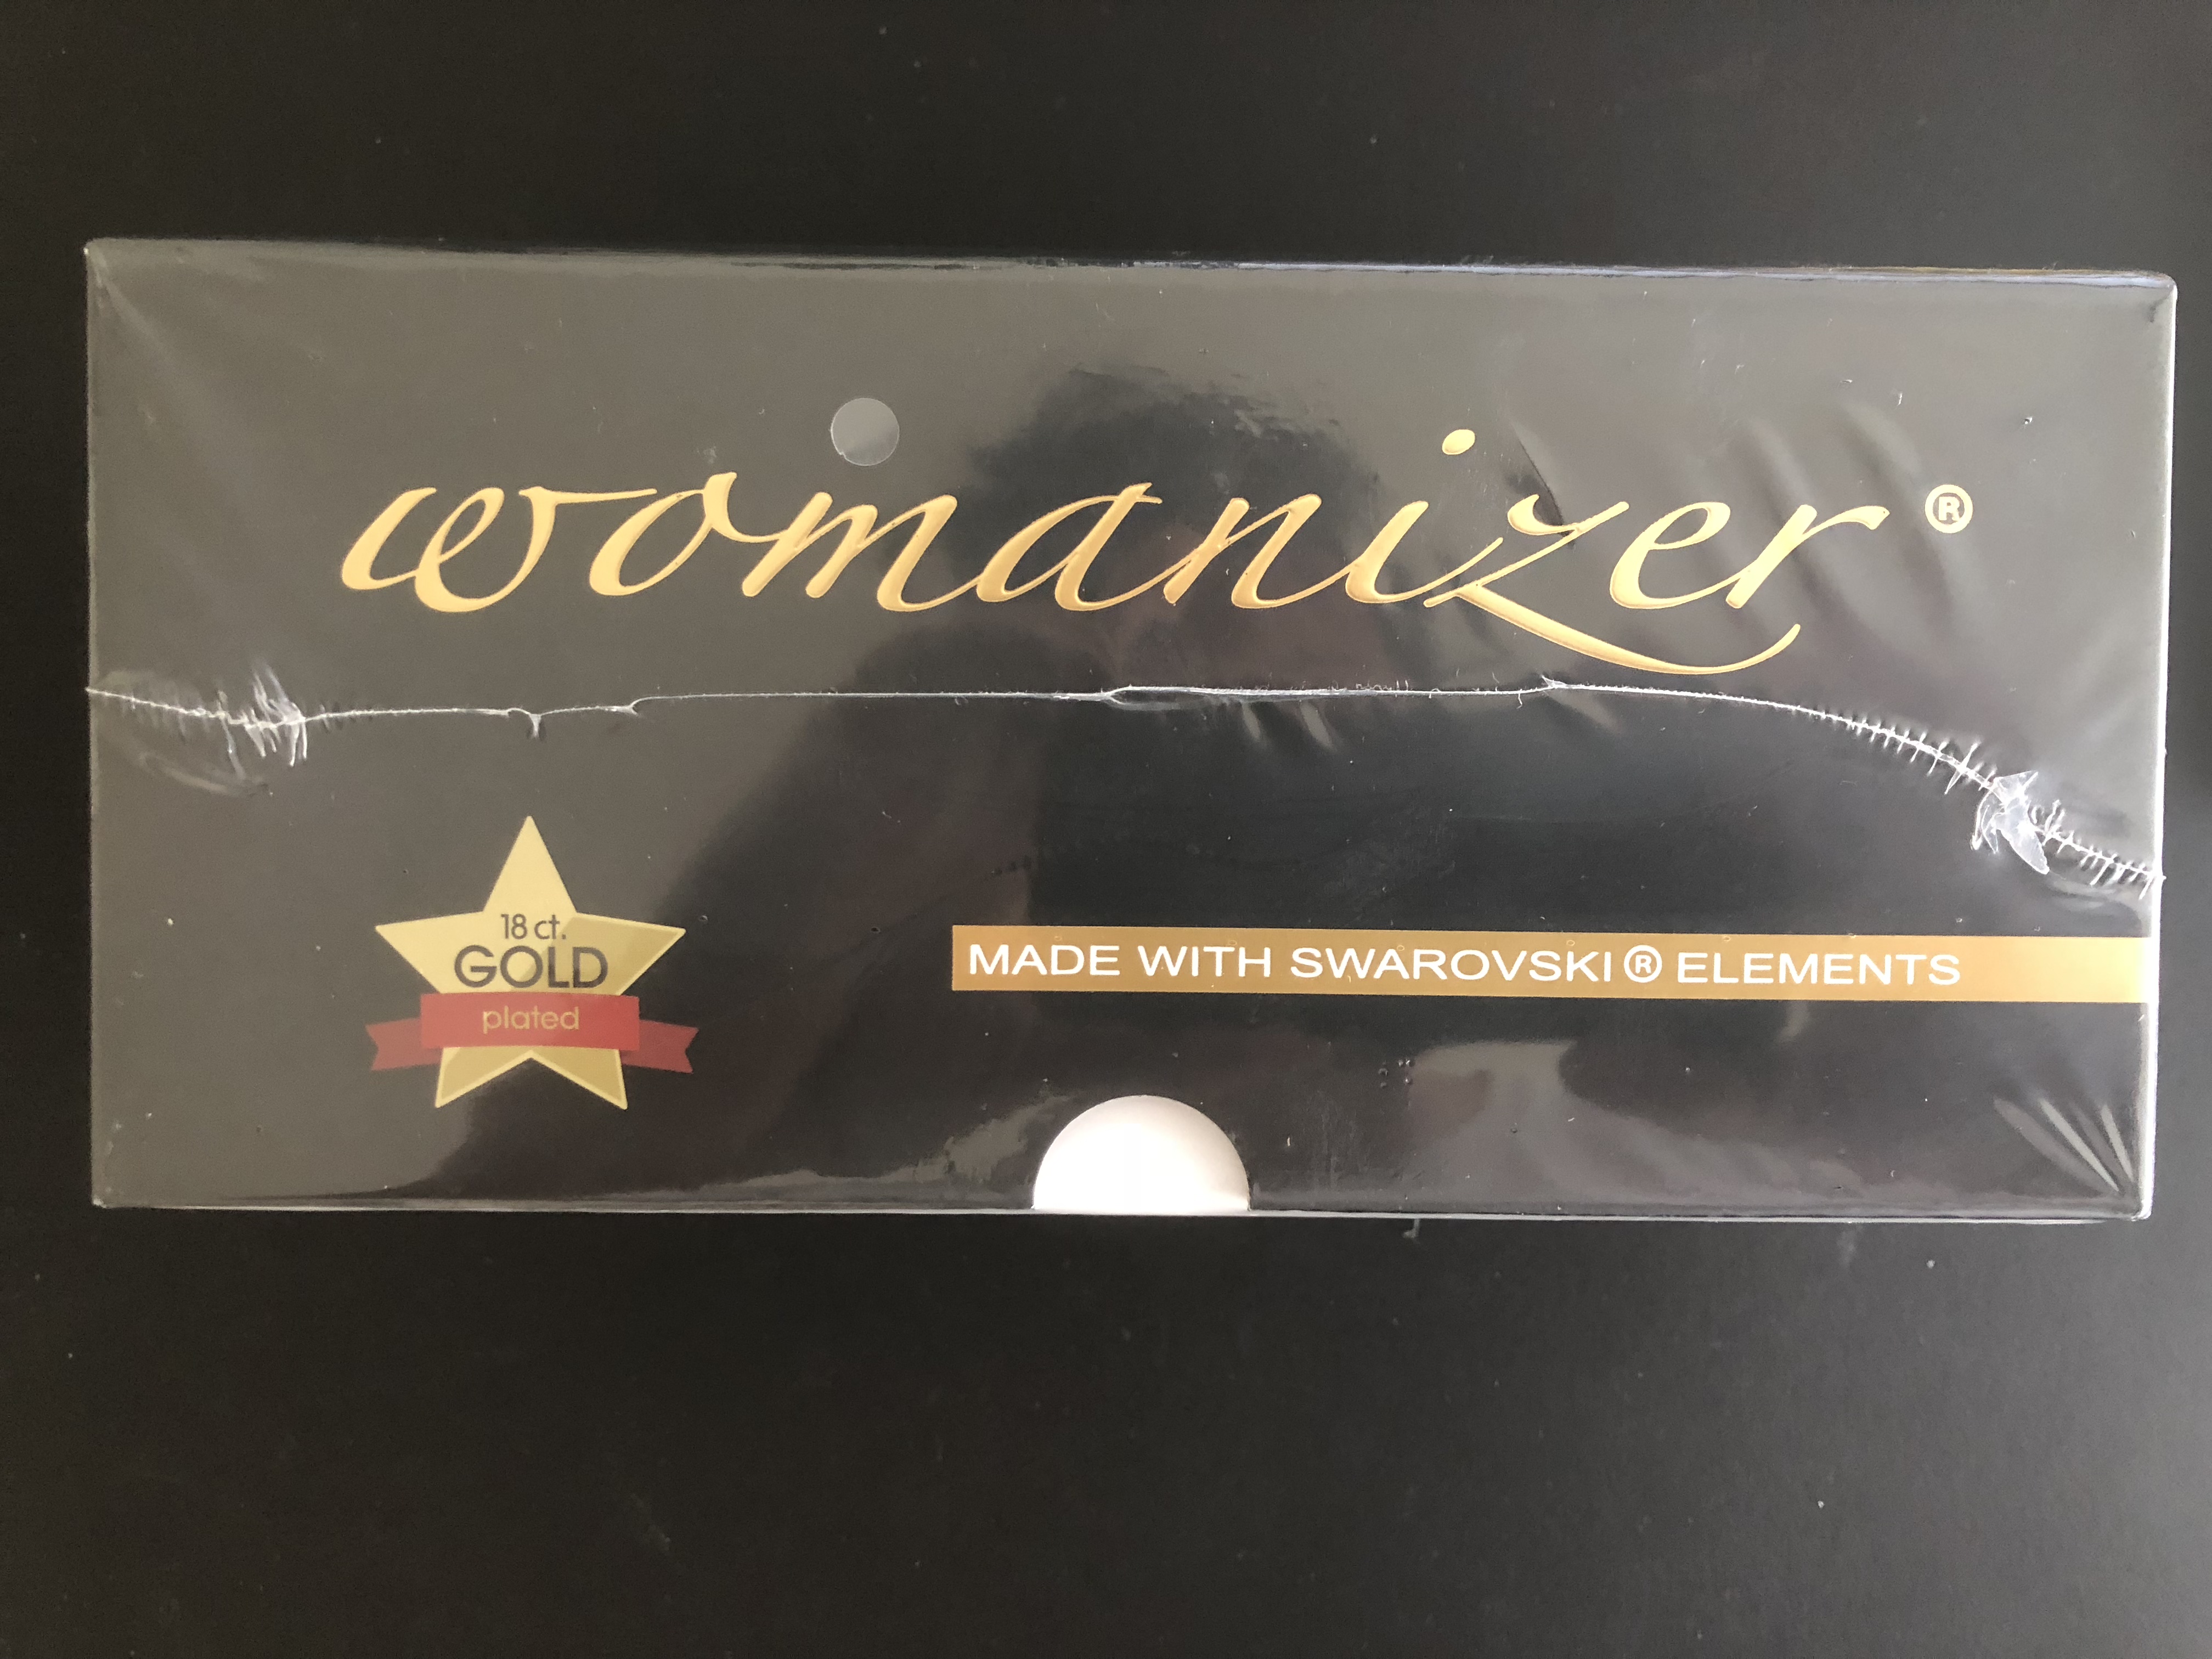 womanizer®
18 ct.
GOLD
plated
MADE WITH SWAROVSKI® ELEMENTS